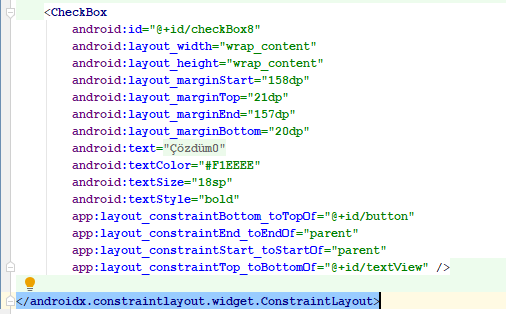 <CheckBox
android:id="@+id/checkBox8"
android:layout_width="wrap_content"
android:layout_height="wrap_content"
android:layout_marginStart="158dp"
android:layout_marginTop="21dp"
android:layout_marginEnd="157dp"
android:layout_marginBottom="20dp"
android:text="Çözdüm0"
android:textColor="#F1EEEE"
android:textSize="18sp"
android:textStyle="bold"
app:layout_constraintBottom_toTopOf="@+id/button"
app:layout_constraintEnd_toEndOf="parent"
app:layout_constraintStart_toStartOf="parent"
app:layout_constraintTop_toBottomOf="@+id/textView" />
</androidx.constraintlayout.widget.ConstraintLayout>